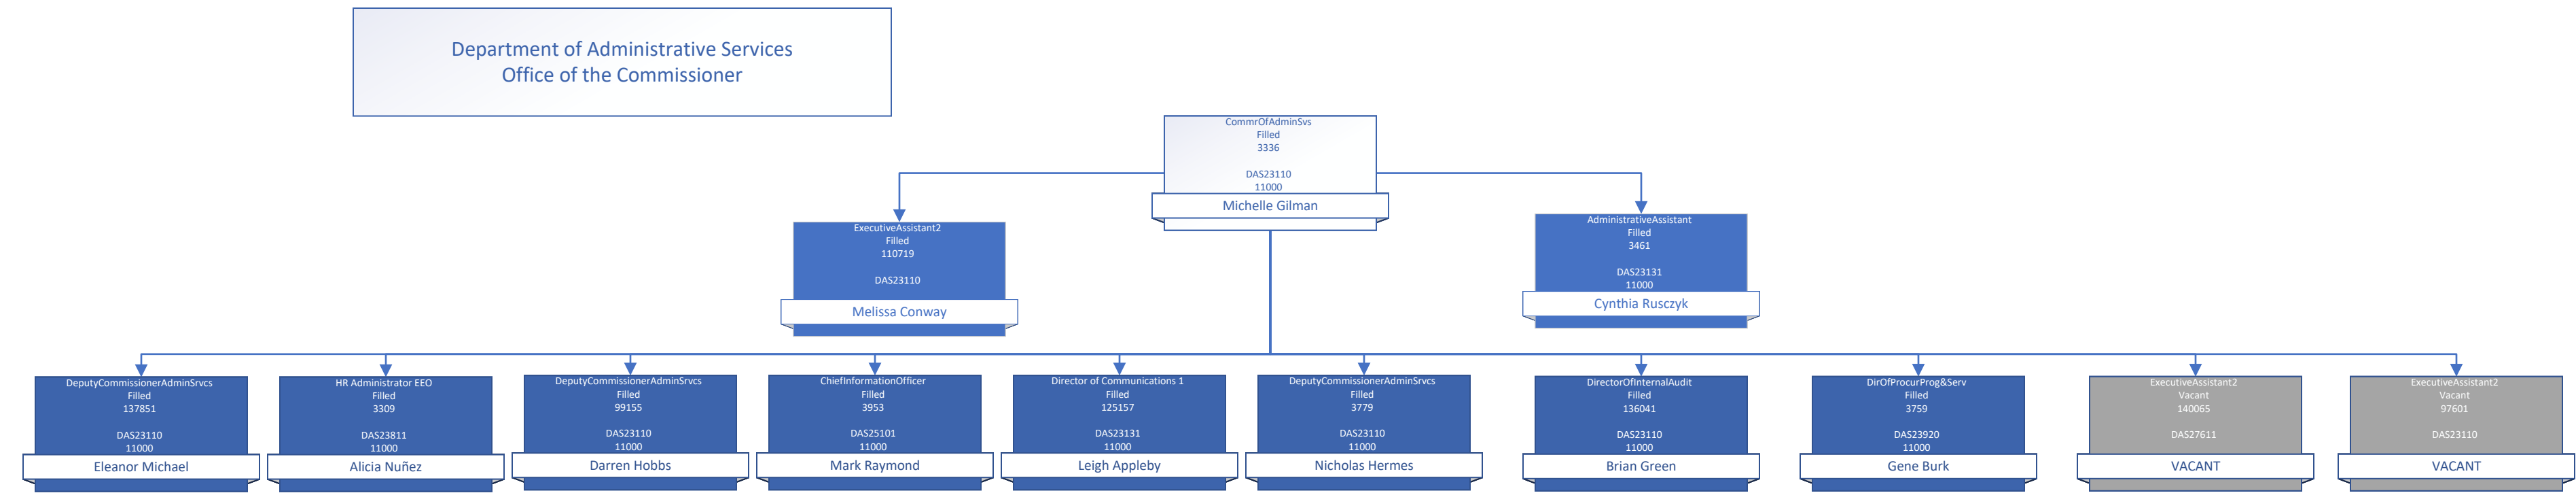 Department of Administrative Services
Office of the Commissioner
CommrOfAdminSvs
Filled
3336
DAS23110
11000
Michelle Gilman
ExecutiveAssistant2
Filled
110719
DAS23110
Melissa Conway
AdministrativeAssistant
Filled
3461
DAS23131
11000
Cynthia Rusczyk
DeputyCommissionerAdminSrvcs
Filled
137851
DAS23110
11000
Eleanor Michael
HR Administrator EEO
Filled
3309
DAS23811
11000
Alicia Nuñez
DeputyCommissionerAdminSrvcs
Filled
99155
DAS23110
11000
Darren Hobbs
ChiefInformationOfficer
Filled
3953
DAS25101
11000
Mark Raymond
Director of Communications 1
Filled
125157
DAS23131
11000
Leigh Appleby
DeputyCommissionerAdminSrvcs
Filled
3779
DAS23110
11000
Nicholas Hermes
DirectorOfInternalAudit
Filled
136041
DAS23110
11000
Brian Green
DirOfProcurProg&Serv
Filled
3759
DAS23920
11000
Gene Burk
ExecutiveAssistant2
Vacant
140065
DAS27611
VACANT
ExecutiveAssistant2
Vacant
97601
DAS23110
VACANT